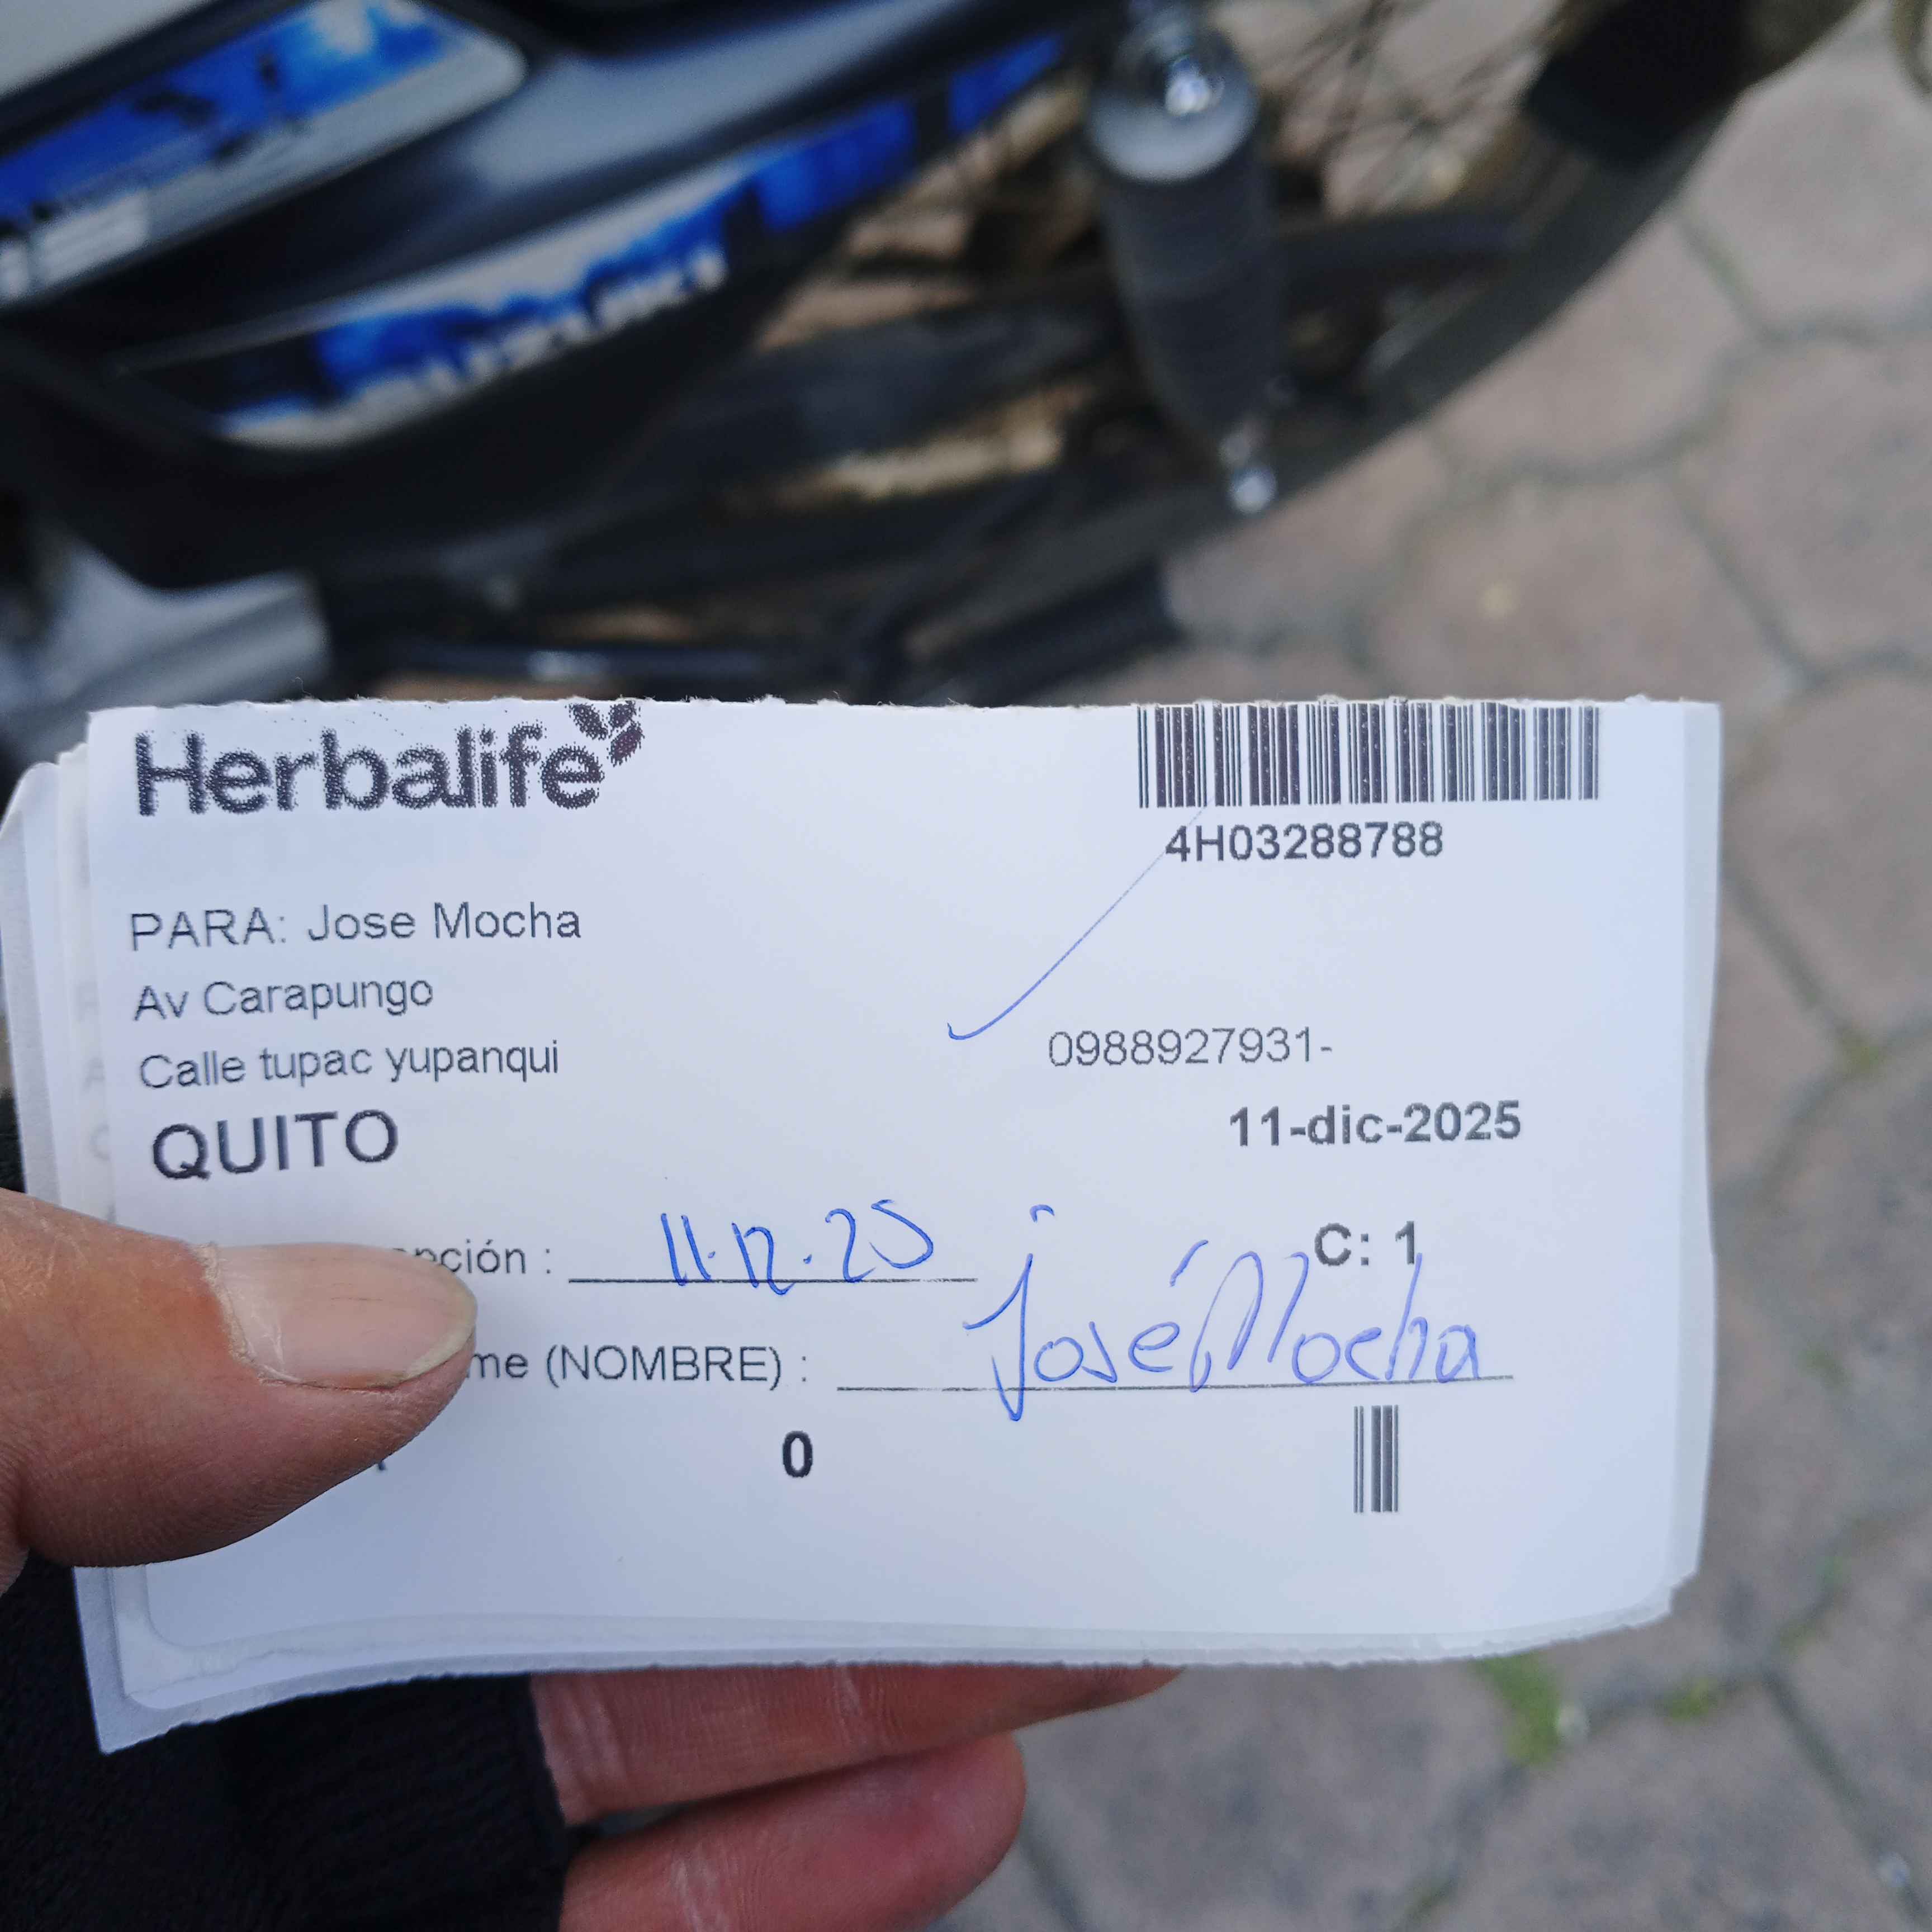 Herbalife
4H03288788
PARA: Jose Mocha
Av Carapungo
Calle tupac yupanqui
0988927931-
QUITO
11-dic-2025
pción : 11.12.25
C: 1
me (NOMBRE) : José Mocha
0